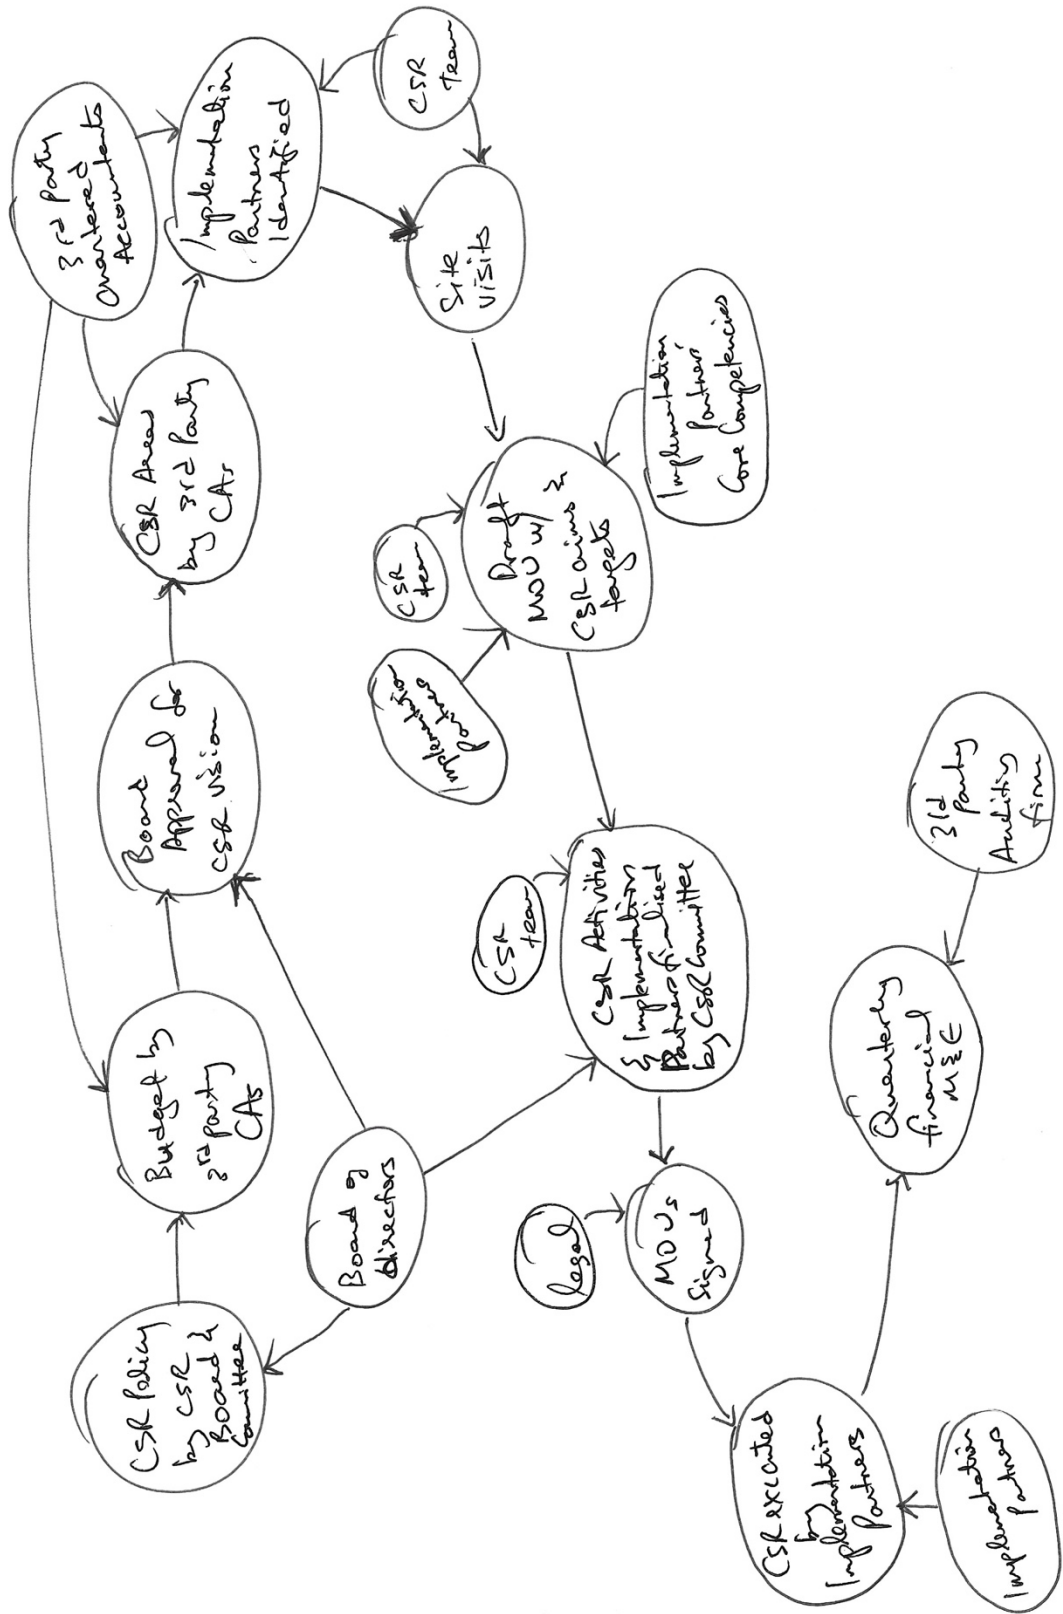 CSR Policy
by CSR
Board &
Committee
Budget by
3rd party
CAs
Board
Approval for
CSR Vision
CSR Areas
by 3rd Party
CAs
3rd Party
Chartered
Accountants
Implementation
Partners
Identified
CSR
team
Site
Visits
Board of
directors
Implementation
CSR
team
Draft
MOU w/
CSR aims &
targets
Implementation
Partners'
Core Competencies
CSR
team
CSR Activities
& Implementation
Partners finalised
by CSR Committee
legal
MOUs
Signed
CSR executed
by
Implementation
Partners
Implementation
Partners
Quarterly
financial
M&E
3rd
Party
Auditing
firm